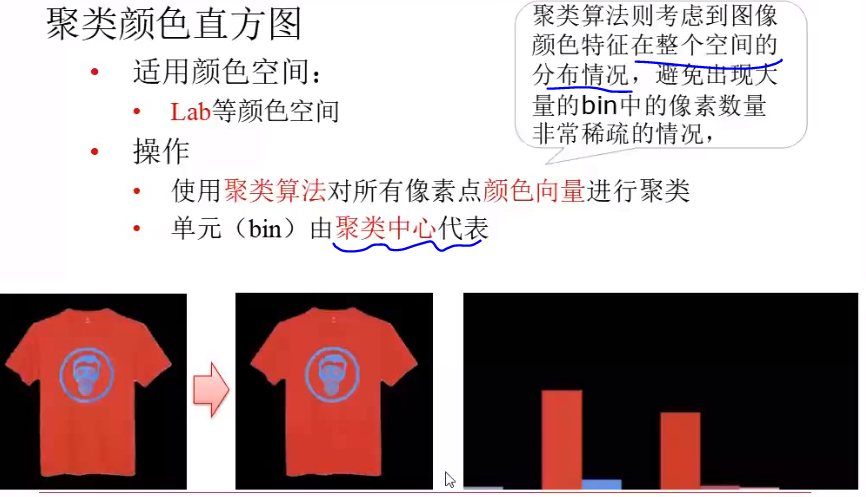 聚类颜色直方图
• 适用颜色空间：
• Lab等颜色空间
• 操作
• 使用聚类算法对所有像素点颜色向量进行聚类
• 单元（bin）由聚类中心代表
聚类算法则考虑到图像
颜色特征在整个空间的
分布情况，避免出现大
量的bin中的像素数量
非常稀疏的情况，